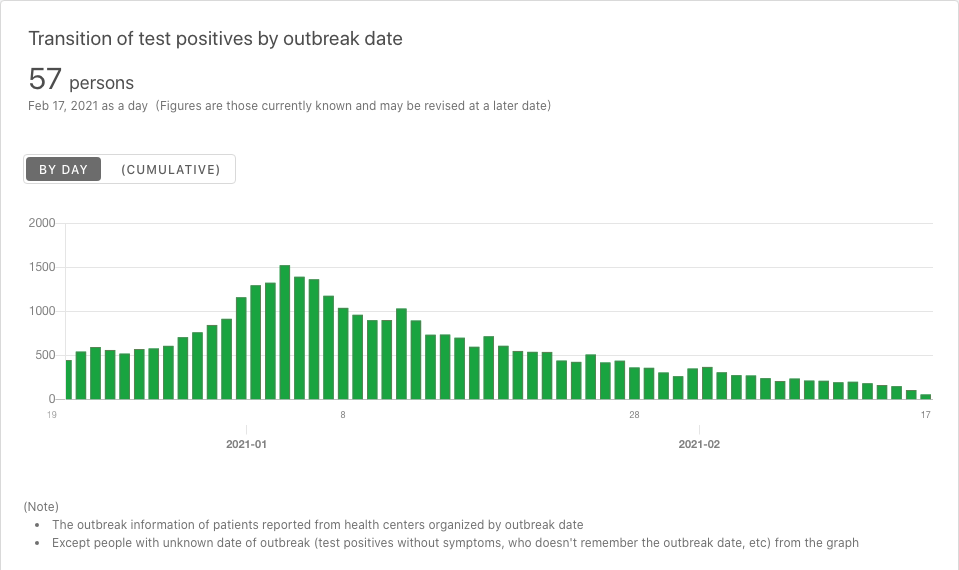 Transition of test positives by outbreak date
57 persons
Feb 17, 2021 as a day (Figures are those currently known and may be revised at a later date)
BY DAY (CUMULATIVE)
2000
1500
1000
500
0
19 8 28 17
2021-01 2021-02
(Note)
• The outbreak information of patients reported from health centers organized by outbreak date
• Except people with unknown date of outbreak (test positives without symptoms, who doesn't remember the outbreak date, etc) from the graph